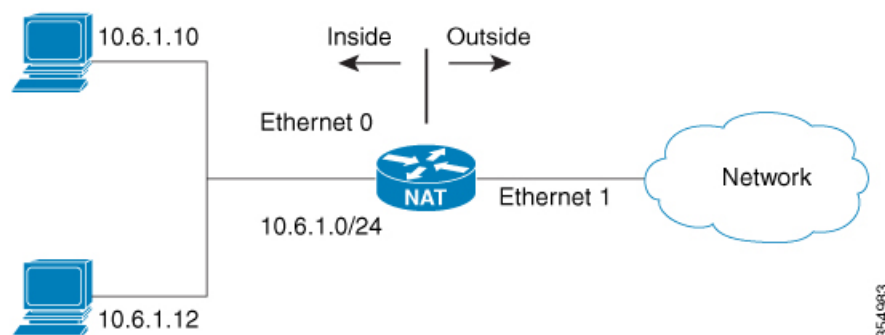 10.6.1.10
Inside
Outside
Ethernet 0
NAT
Ethernet 1
Network
10.6.1.0/24
10.6.1.12